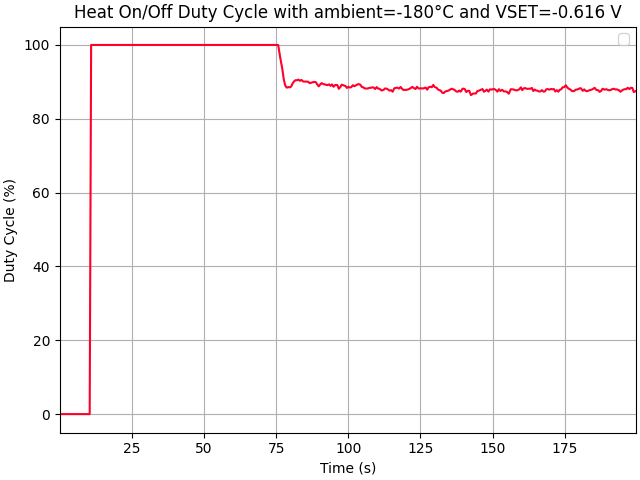 Heat On/Off Duty Cycle with ambient=-180°C and VSET=-0.616 V
100
80
60
40
20
0
Duty Cycle (%)
25 50 75 100 125 150 175
Time (s)